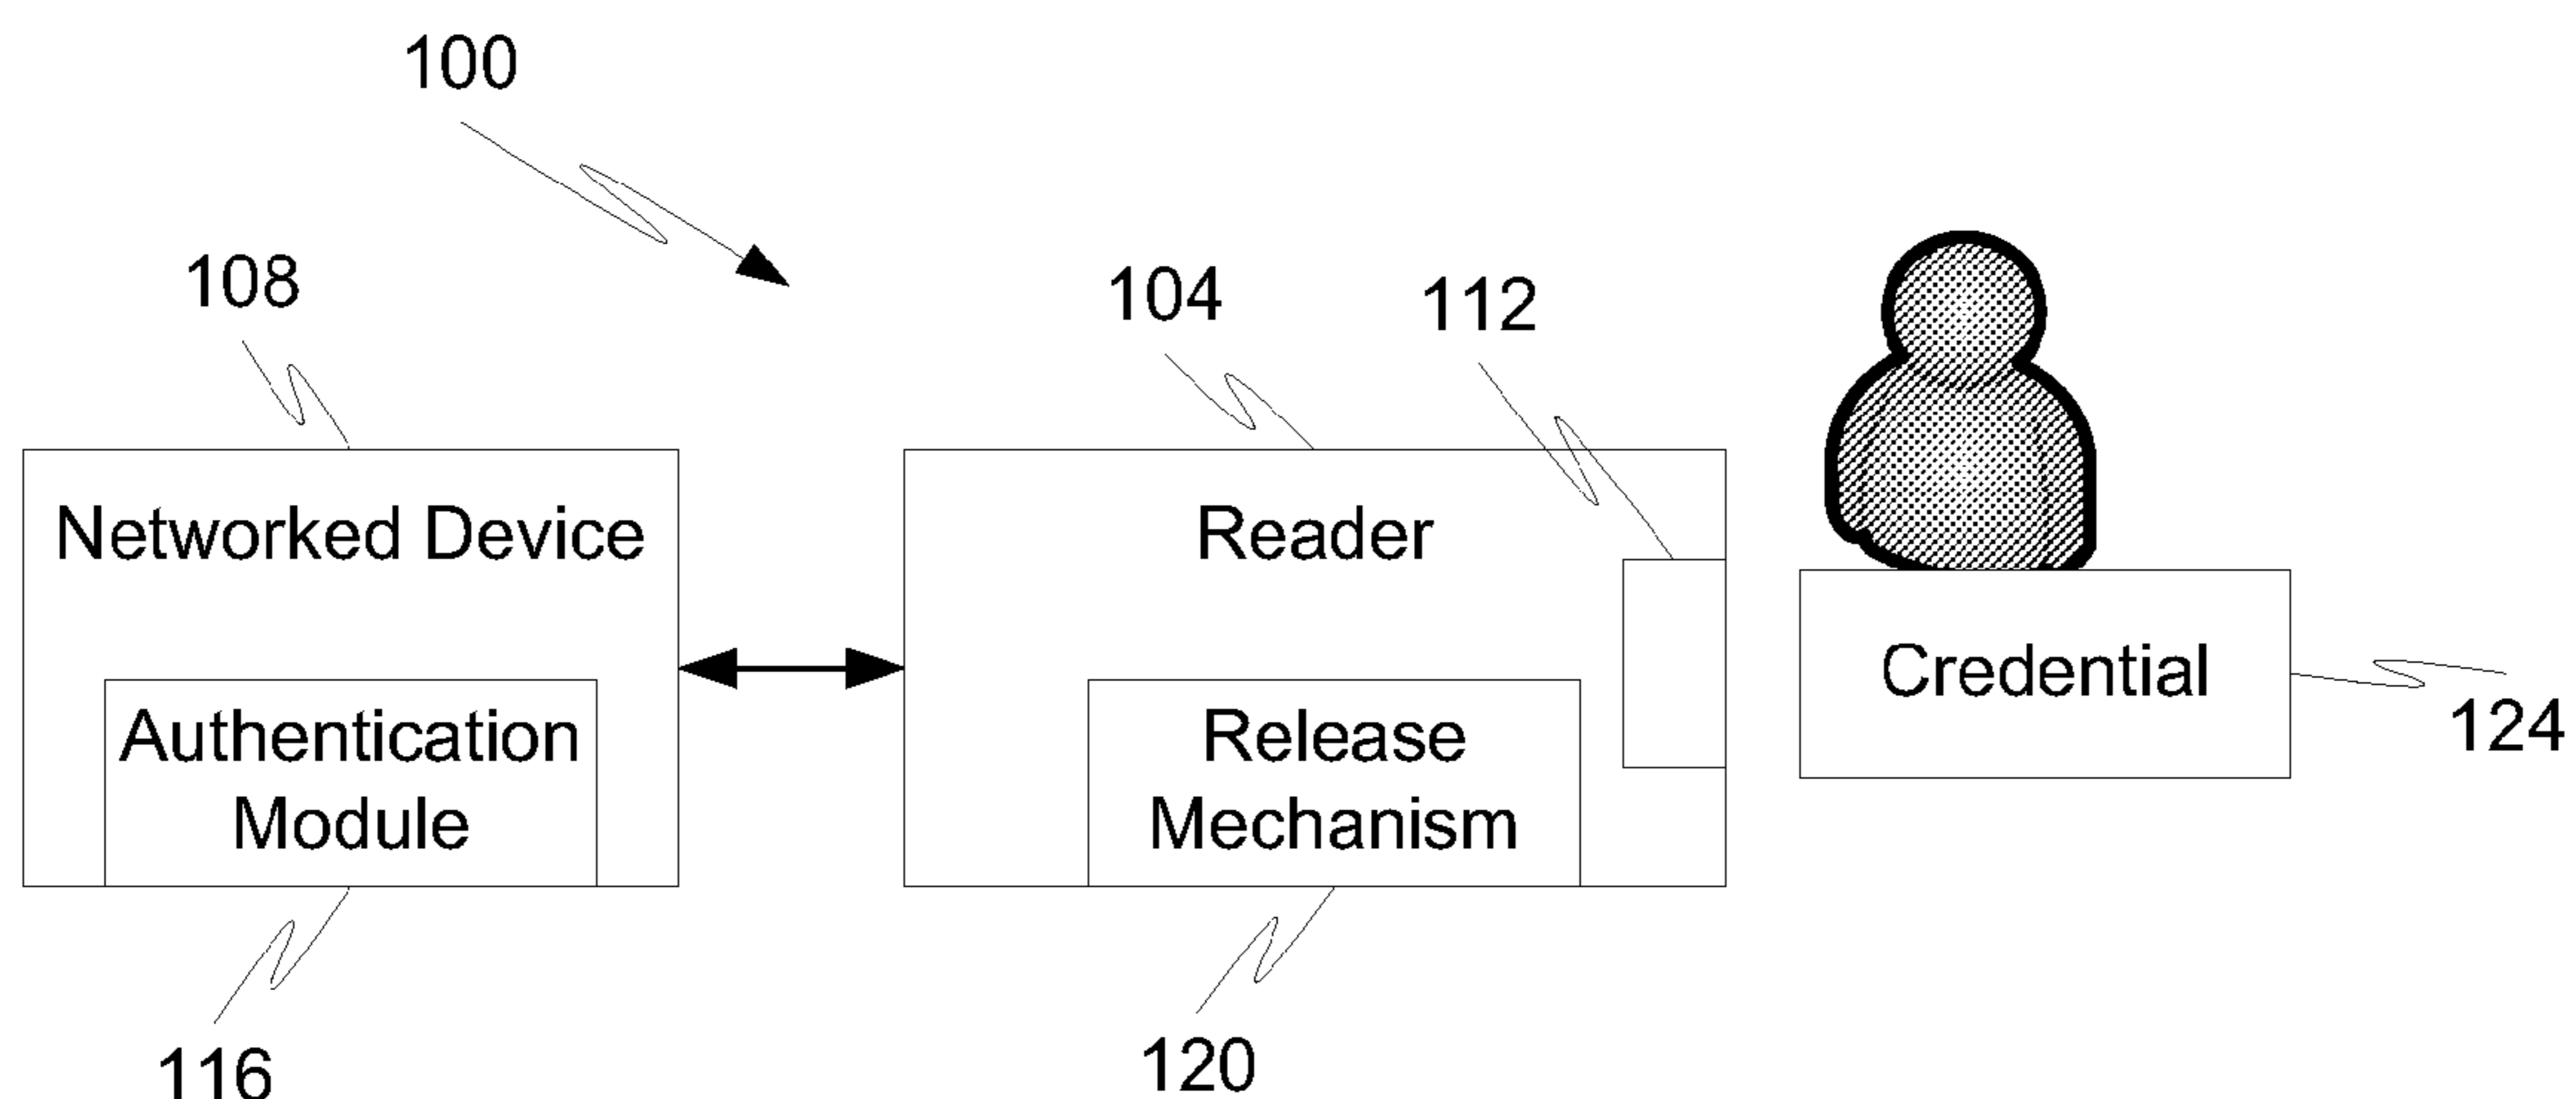 100
108
104
112
Networked Device
Reader
Credential
Authentication
Module
Release
Mechanism
124
116
120